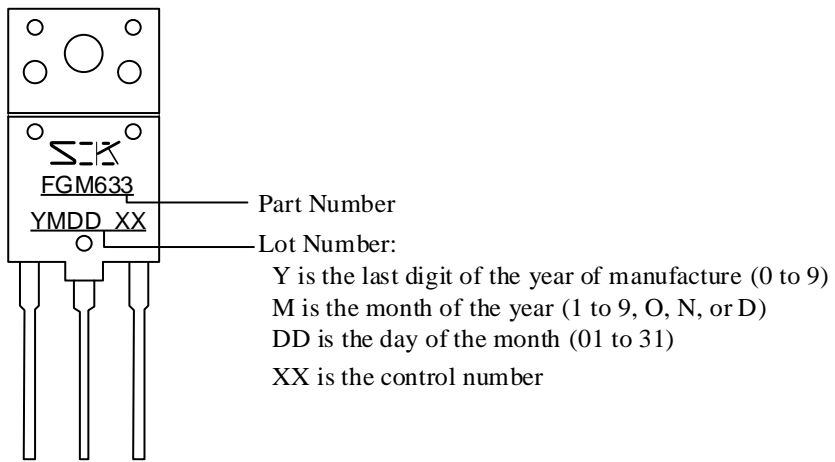 SK
FGM633
YMDD XX
Part Number
Lot Number:
Y is the last digit of the year of manufacture (0 to 9)
M is the month of the year (1 to 9, O, N, or D)
DD is the day of the month (01 to 31)
XX is the control number